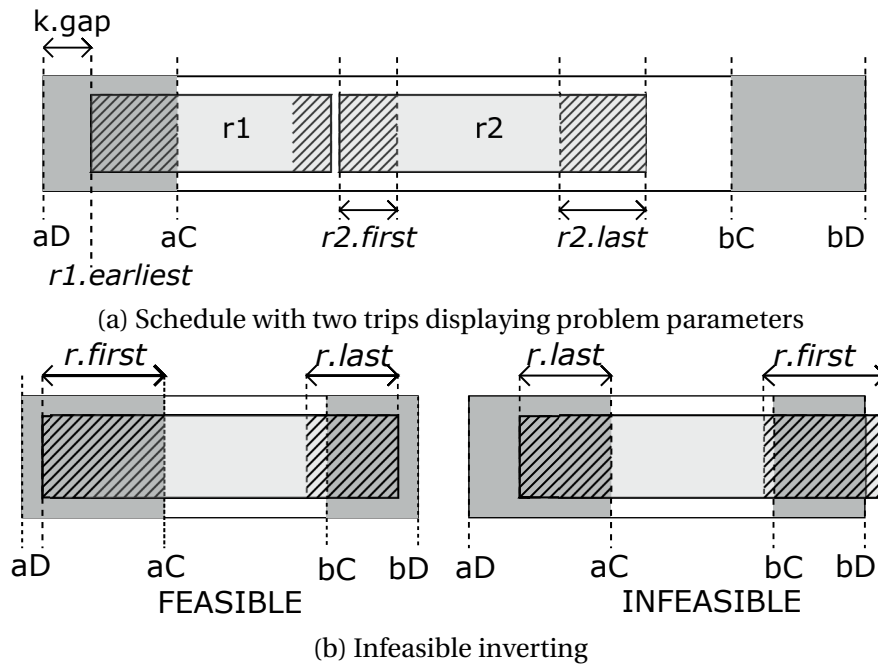 k.gap
r1 r2
aD aC r2.first r2.last bC bD
r1.earliest
(a) Schedule with two trips displaying problem parameters
r.first r.last r.last r.first
aD aC bC bD aD aC bC bD
FEASIBLE INFEASIBLE
(b) Infeasible inverting